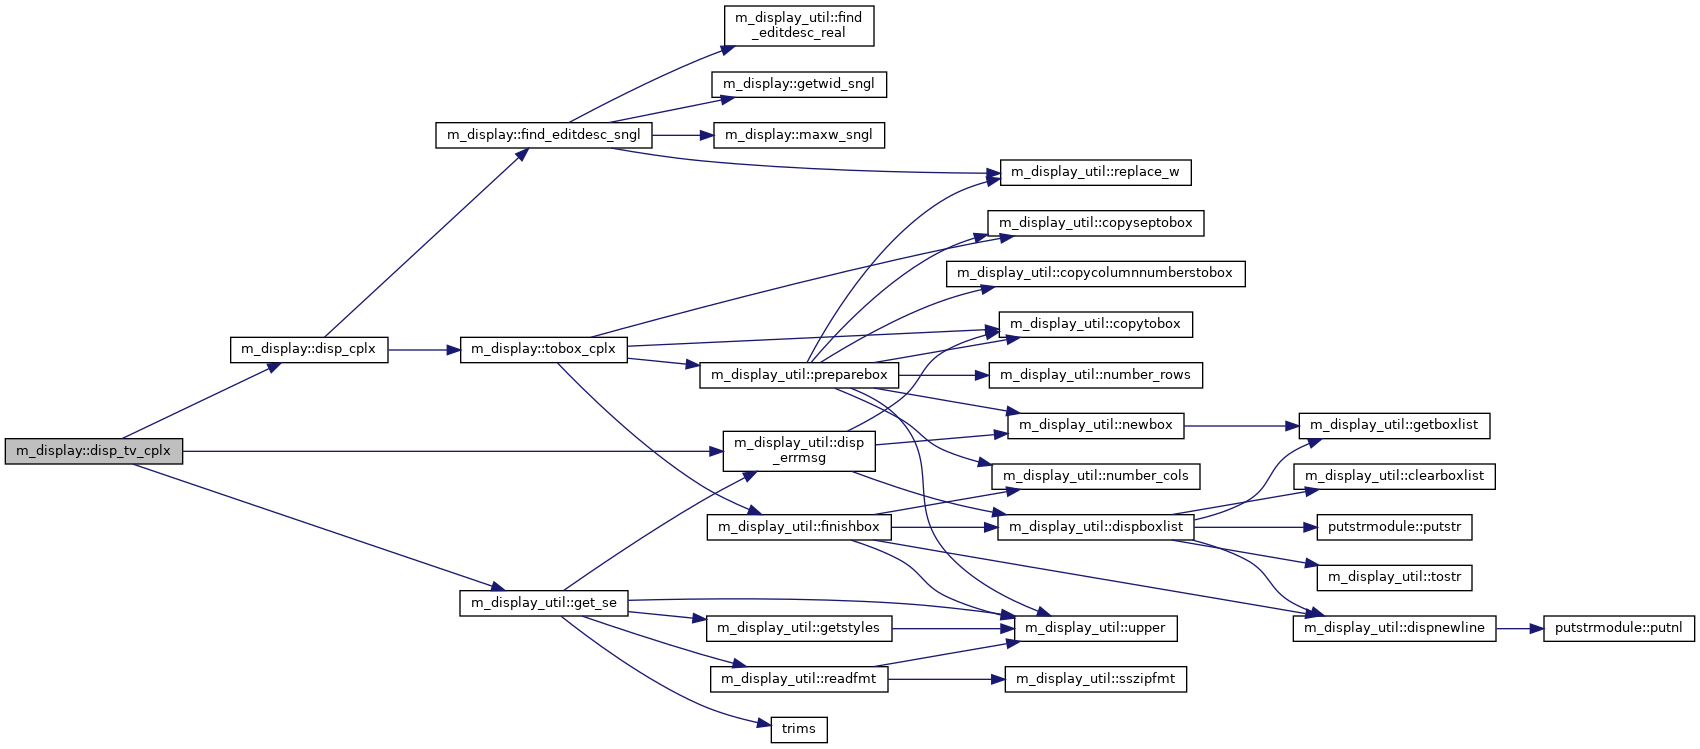 m_display_util::find
_editdesc_real
m_display::getwid_sngl
m_display::find_editdesc_sngl
m_display::maxw_sngl
m_display_util::replace_w
m_display_util::copyseptobox
m_display_util::copycolumnnumberstobox
m_display_util::copytobox
m_display::disp_cplx
m_display::tobox_cplx
m_display_util::preparebox
m_display_util::number_rows
m_display_util::newbox
m_display_util::getboxlist
m_display::disp_tv_cplx
m_display_util::disp
_errmsg
m_display_util::number_cols
m_display_util::clearboxlist
m_display_util::finishbox
m_display_util::dispboxlist
putstrmodule::putstr
m_display_util::tostr
m_display_util::get_se
m_display_util::getstyles
m_display_util::upper
m_display_util::dispnewline
putstrmodule::putnl
m_display_util::readfmt
m_display_util::sszipfmt
trims